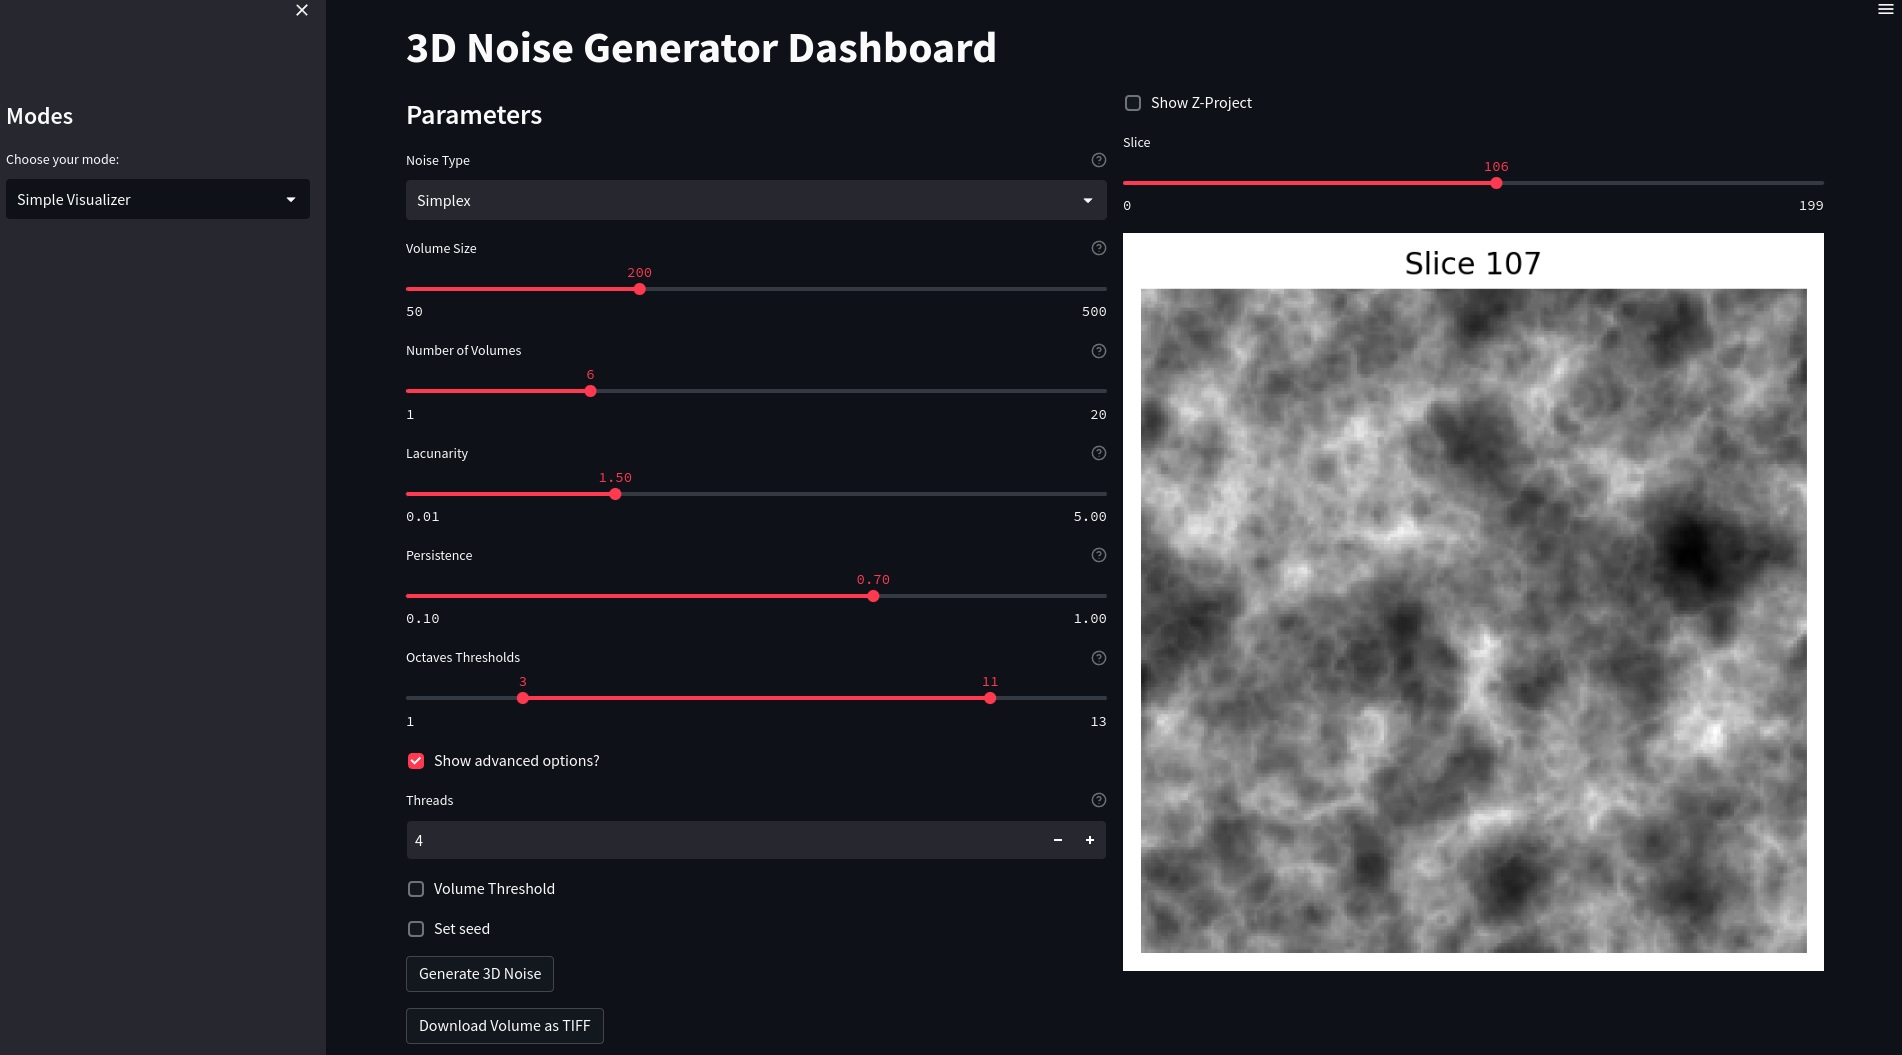 3D Noise Generator Dashboard
Modes
Choose your mode:
Simple Visualizer
Parameters
Noise Type
Simplex
Volume Size
200
50 500
Number of Volumes
6
1 20
Lacunarity
1.50
0.01 5.00
Persistence
0.70
0.10 1.00
Octaves Thresholds
3 11
1 13
Show advanced options?
Threads
4
Volume Threshold
Set seed
Generate 3D Noise
Download Volume as TIFF
Show Z-Project
Slice
106
0 199
Slice 107